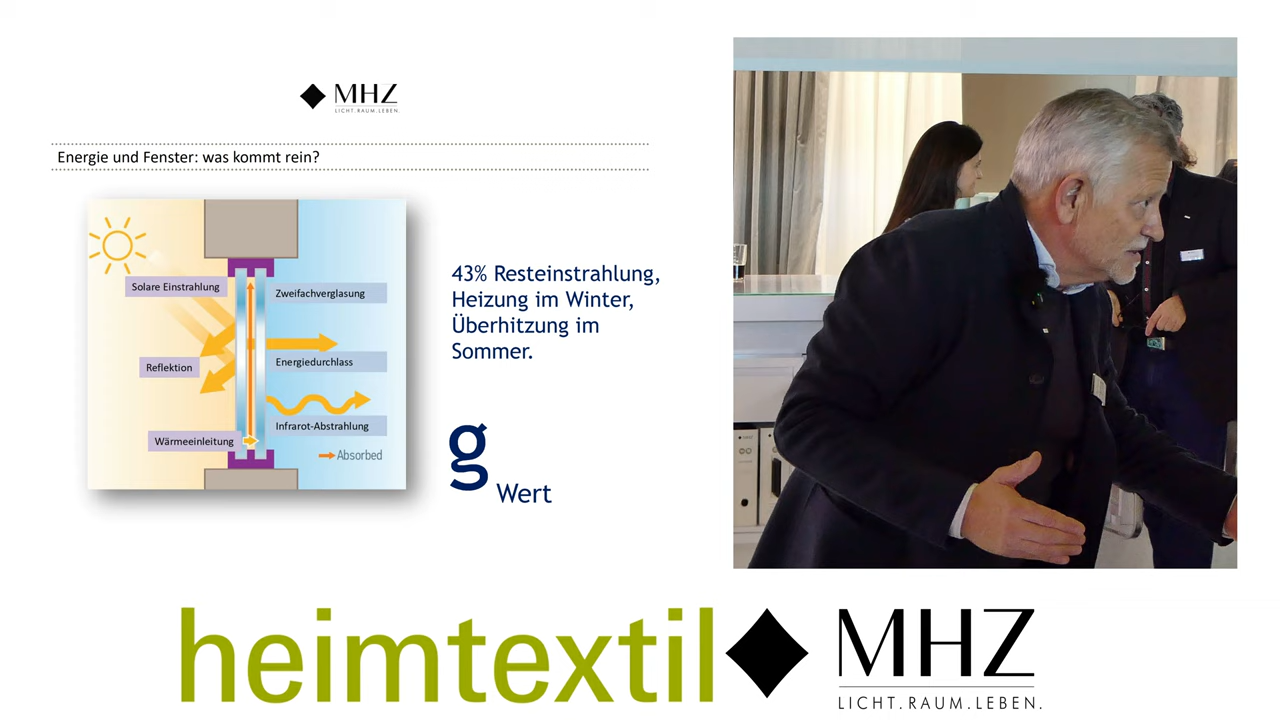 MHZ
LICHT.RAUM.LEBEN.
Energie und Fenster: was kommt rein?
Solare Einstrahlung
Zweifachverglasung
Reflektion
Energiedurchlass
Infrarot-Abstrahlung
Wärmeeinleitung
Absorbed
43% Resteinstrahlung,
Heizung im Winter,
Überhitzung im
Sommer.
g Wert
heimtextil
MHZ
LICHT.RAUM.LEBEN.